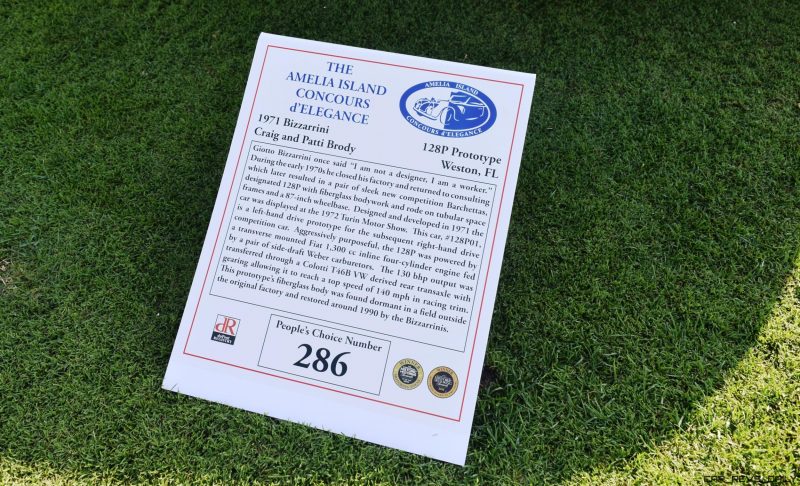 THE
AMELIA ISLAND
CONCOURS
d'ELEGANCE
AMELIA ISLAND
CONCOURS d'ELEGANCE
1971 Bizzarrini
128P Prototype
Craig and Patti Brody
Weston, FL
Giotto Bizzarrini once said "I am not a designer, I am a worker."
During the early 1970s he closed his factory and returned to consulting
which later resulted in a pair of sleek new competition Barchettas,
designated 128P with fiberglass bodywork and rode on tubular space
frames and a 87-inch wheelbase. Designed and developed in 1971 the
car was displayed at the 1972 Turin Motor Show. This car, #128P01,
is a left-hand drive prototype for the subsequent right-hand drive
competition car. Aggressively purposeful, the 128P was powered by
a transverse mounted Fiat 1,300 cc inline four-cylinder engine fed
by a pair of side-draft Weber carburetors. The 130 bhp output was
transferred through a Colotti T46B VW derived rear transaxle with
gearing allowing it to reach a top speed of 140 mph in racing trim.
This prototype's fiberglass body was found dormant in a field outside
the original factory and restored around 1990 by the Bizzarrinis.
dR
People's Choice Number
286